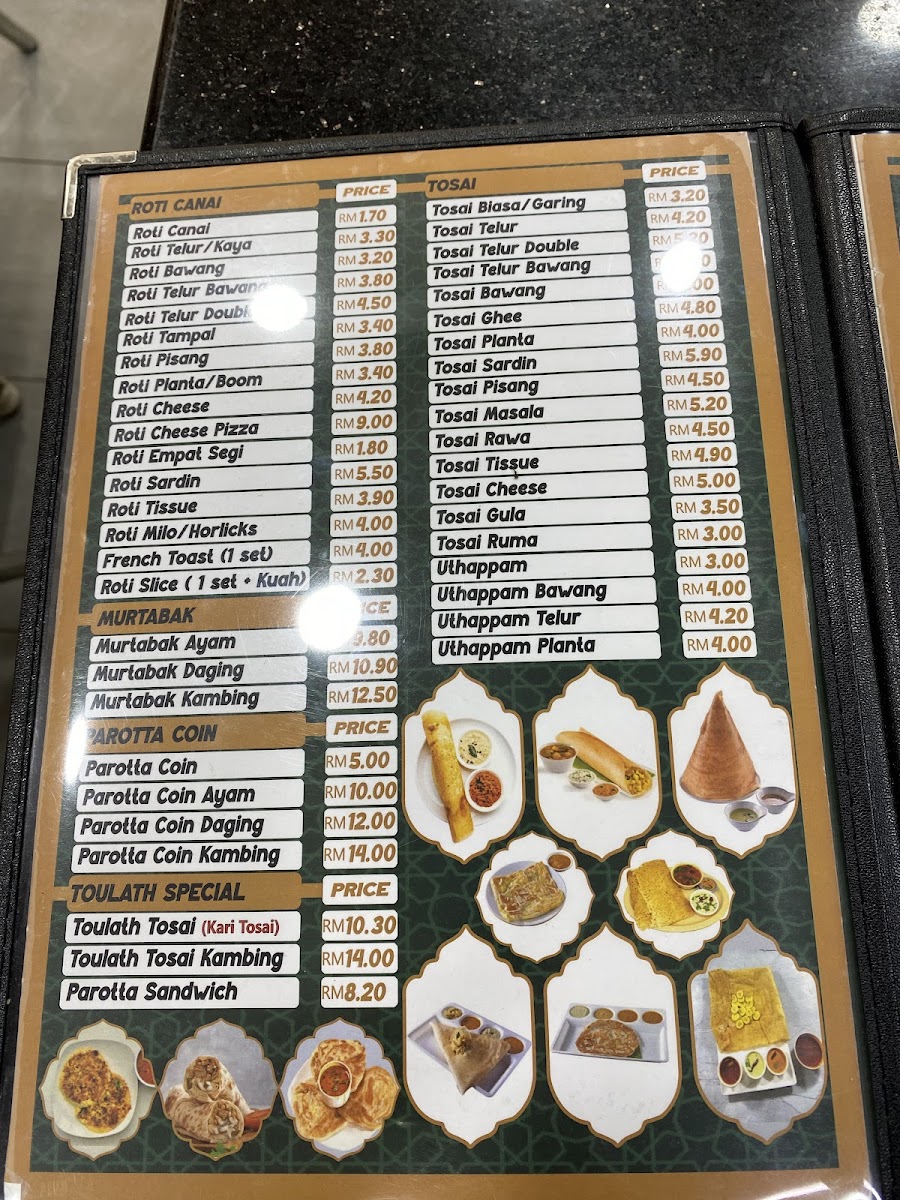 ROTI CANAI PRICE
Roti Canai RM 1.70
Roti Telur/Kaya RM 3.30
Roti Bawang RM 3.20
Roti Telur Bawang RM 3.80
Roti Telur Double RM 4.50
Roti Tampal RM 3.40
Roti Pisang RM 3.80
Roti Planta/Boom RM 3.40
Roti Cheese RM 4.20
Roti Cheese Pizza RM 9.00
Roti Empat Segi RM 1.80
Roti Sardin RM 5.50
Roti Tissue RM 3.90
Roti Milo/Horlicks RM 4.00
French Toast (1 set) RM 4.00
Roti Slice ( 1 set + Kuah) RM 2.30
MURTABAK
Murtabak Ayam 9.80
Murtabak Daging RM 10.90
Murtabak Kambing RM 12.50
PAROTTA COIN PRICE
Parotta Coin RM 5.00
Parotta Coin Ayam RM 10.00
Parotta Coin Daging RM 12.00
Parotta Coin Kambing RM 14.00
TOULATH SPECIAL PRICE
Toulath Tosai (Kari Tosai) RM 10.30
Toulath Tosai Kambing RM 14.00
Parotta Sandwich RM 8.20
TOSAI PRICE
Tosai Biasa/Garing RM 3.20
Tosai Telur RM 4.20
Tosai Telur Double RM
Tosai Telur Bawang
Tosai Bawang
Tosai Ghee RM 4.80
Tosai Planta RM 4.00
Tosai Sardin RM 5.90
Tosai Pisang RM 4.50
Tosai Masala RM 5.20
Tosai Rawa RM 4.50
Tosai Tissue RM 4.90
Tosai Cheese RM 5.00
Tosai Gula RM 3.50
Tosai Ruma RM 3.00
Uthappam RM 3.00
Uthappam Bawang RM 4.00
Uthappam Telur RM 4.20
Uthappam Planta RM 4.00